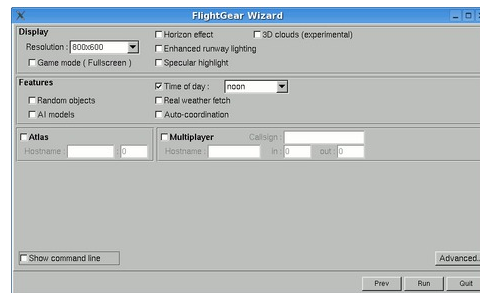 FlightGear Wizard
Display
Resolution : 800x600
Game mode ( Fullscreen )
Horizon effect
3D clouds (experimental)
Enhanced runway lighting
Specular highlight
Features
Random objects
AI models
Time of day : noon
Real weather fetch
Auto-coordination
Atlas
Hostname : : 0
Multiplayer Callsign :
Hostname : in : 0 out : 0
Show command line
Advanced..
Prev Run Quit